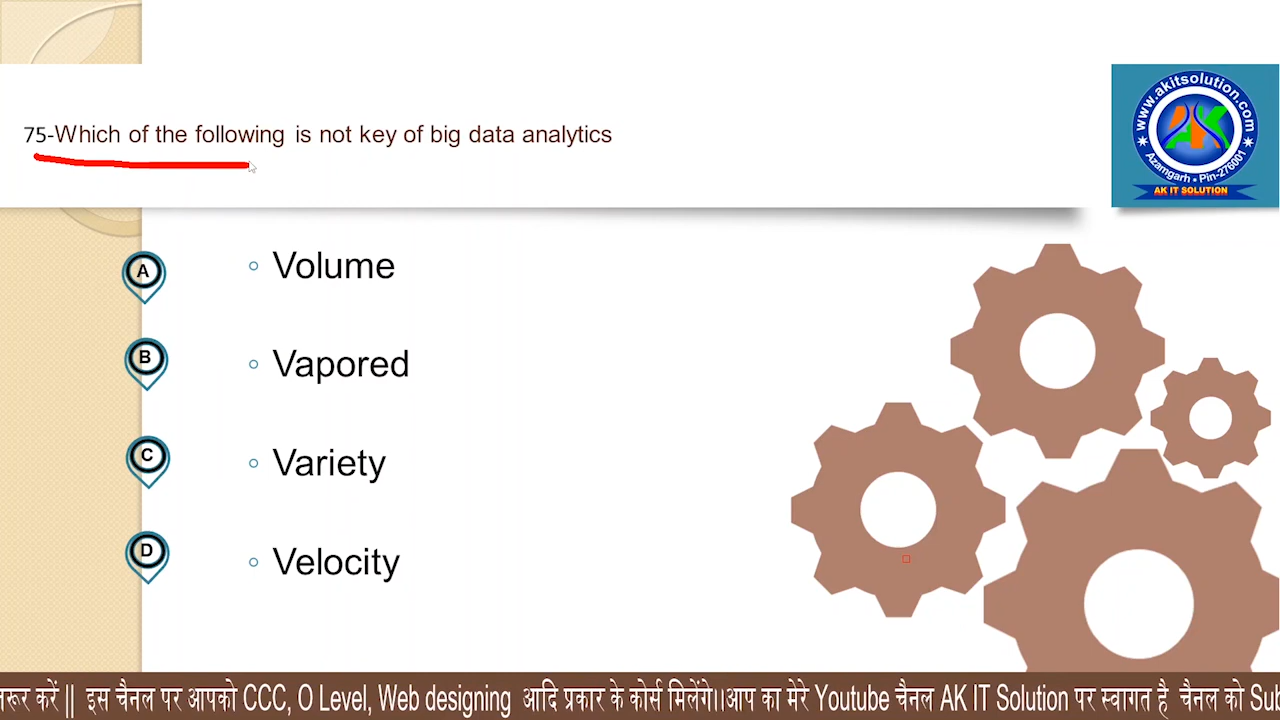 75-Which of the following is not key of big data analytics
www.akitsolution.com
AK
Azamgarh • Pin-276001
AK IT SOLUTION
A
Volume
B
Vapored
C
Variety
D
Velocity
करें || इस चैनल पर आपको CCC, O Level, Web designing आदि प्रकार के कोर्स मिलेंगे।।आप का मेरे Youtube चैनल AK IT Solution पर स्वागत है चैनल को